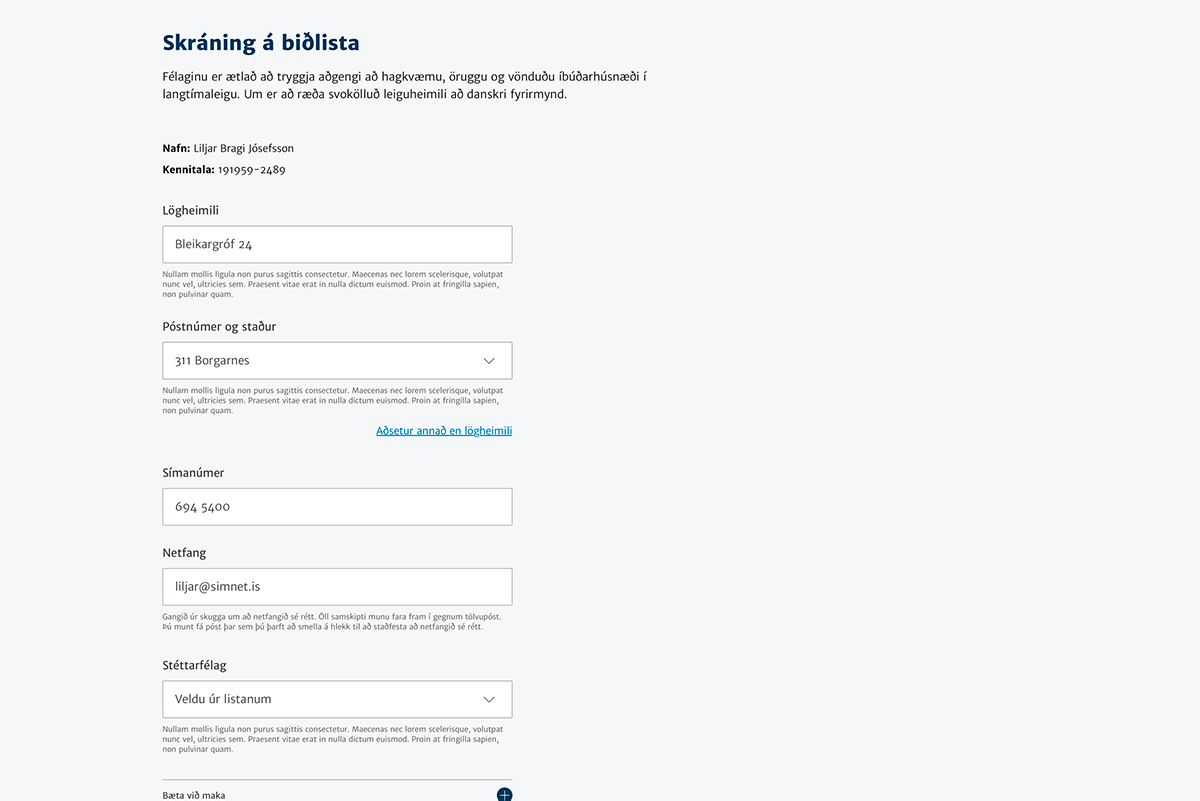 Skráning á biðlista
Félaginu er ætlað að tryggja aðgengi að hagkvæmu, öruggu og vönduðu íbúðarhúsnæði í
langtímaleigu. Um er að ræða svokölluð leiguheimili að danskri fyrirmynd.
Nafn: Liljar Bragi Jósefsson
Kennitala: 191959-2489
Lögheimili
Bleikargróf 24
Nullam mollis ligula non purus sagittis consectetur. Maecenas nec lorem scelerisque, volutpat
nunc vel, ultricies sem. Praesent vitae erat in nulla dictum euismod. Proin at fringilla sapien,
non pulvinar quam.
Póstnúmer og staður
311 Borgarnes
Nullam mollis ligula non purus sagittis consectetur. Maecenas nec lorem scelerisque, volutpat
nunc vel, ultricies sem. Praesent vitae erat in nulla dictum euismod. Proin at fringilla sapien,
non pulvinar quam.
Aðsetur annað en lögheimili
Símanúmer
694 5400
Netfang
liljar@simnet.is
Gangið úr skugga um að netfangið sé rétt. Öll samskipti munu fara fram í gegnum tölvupóst.
Þú munt fá póst þar sem þú þarft að smella á hlekk til að staðfesta að netfangið sé rétt.
Stéttarfélag
Veldu úr listanum
Nullam mollis ligula non purus sagittis consectetur. Maecenas nec lorem scelerisque, volutpat
nunc vel, ultricies sem. Praesent vitae erat in nulla dictum euismod. Proin at fringilla sapien,
non pulvinar quam.
Bæta við maka